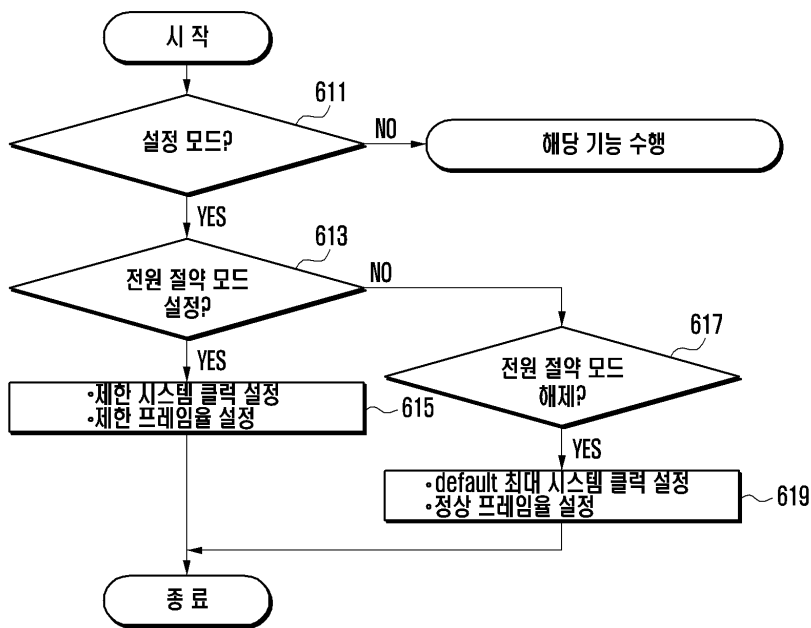 시 작
611
설정 모드?
NO
해당 기능 수행
YES
613
전원 절약 모드
설정?
NO
617
YES
전원 절약 모드
해제?
•제한 시스템 클럭 설정
•제한 프레임율 설정
615
YES
•default 최대 시스템 클럭 설정
•정상 프레임율 설정
619
종 료